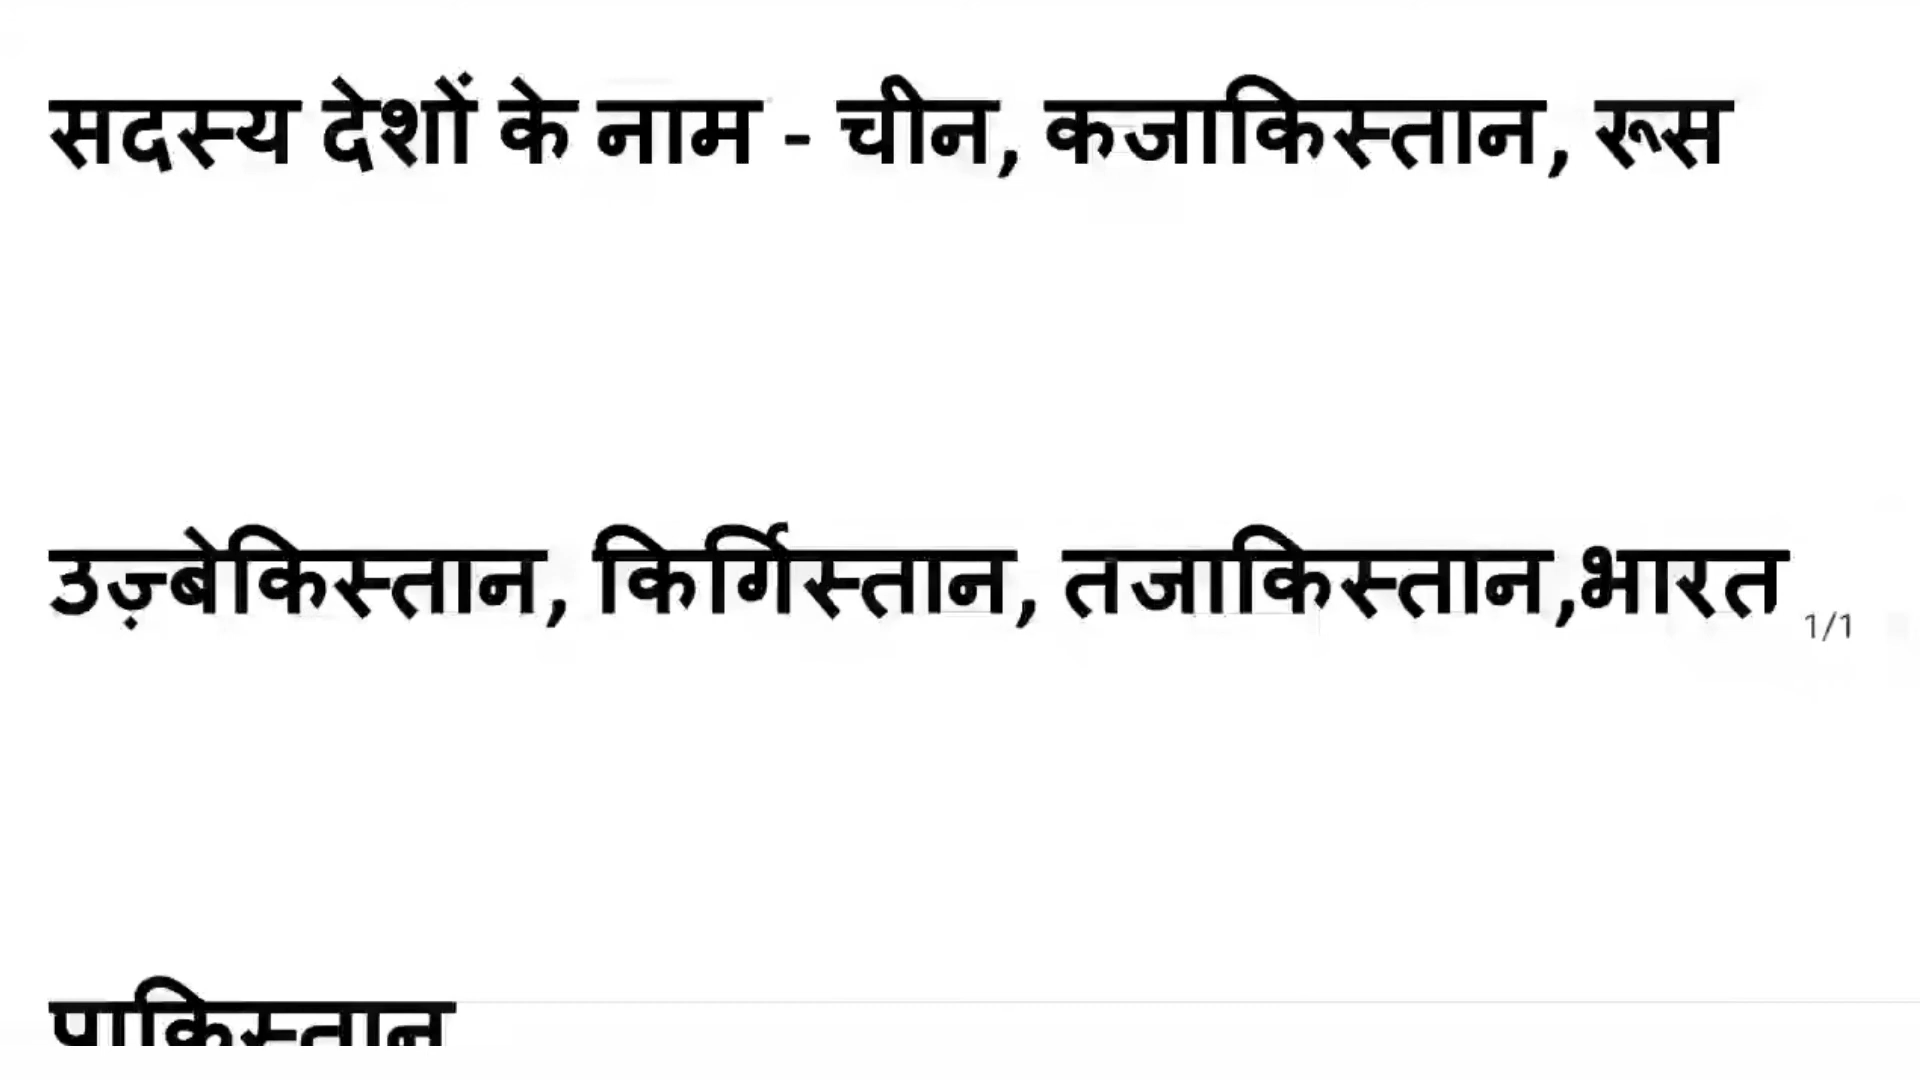 सदस्य देशों के नाम - चीन, कजाकिस्तान, रूस
उज़्बेकिस्तान, किर्गिस्तान, तजाकिस्तान,भारत
1/1
पाकिस्तान